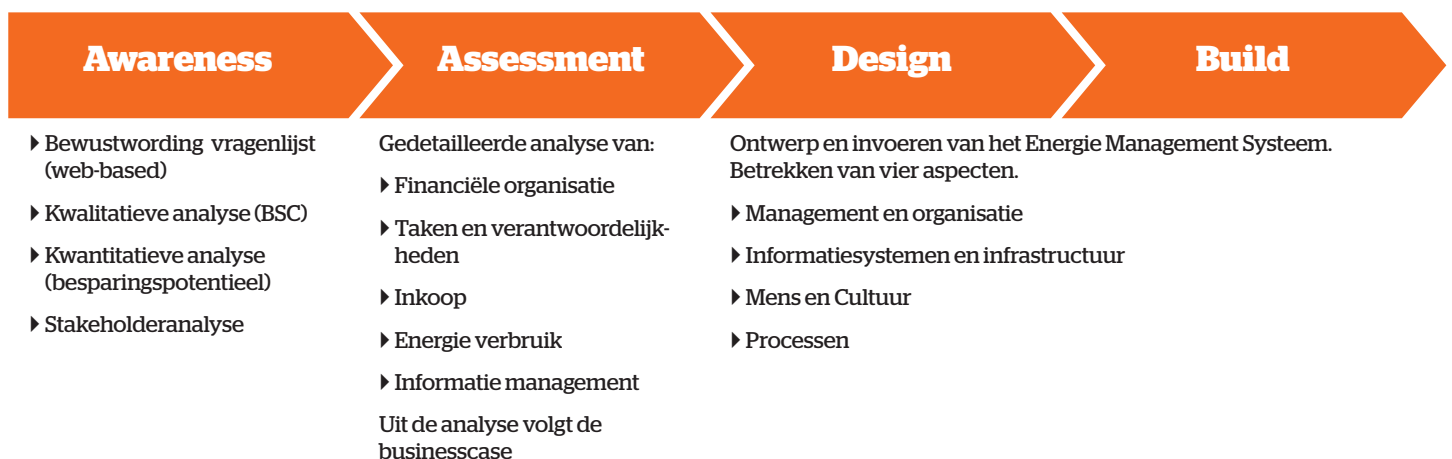 Awareness
Assessment
Design
Build
Bewustwording vragenlijst
(web-based)
Kwalitatieve analyse (BSC)
Kwantitatieve analyse
(besparingspotentieel)
Stakeholderanalyse
Gedetailleerde analyse van:
Financiële organisatie
Taken en verantwoordelijk-
heden
Inkoop
Energie verbruik
Informatie management
Uit de analyse volgt de
businesscase
Ontwerp en invoeren van het Energie Management Systeem.
Betrekken van vier aspecten.
Management en organisatie
Informatiesystemen en infrastructuur
Mens en Cultuur
Processen